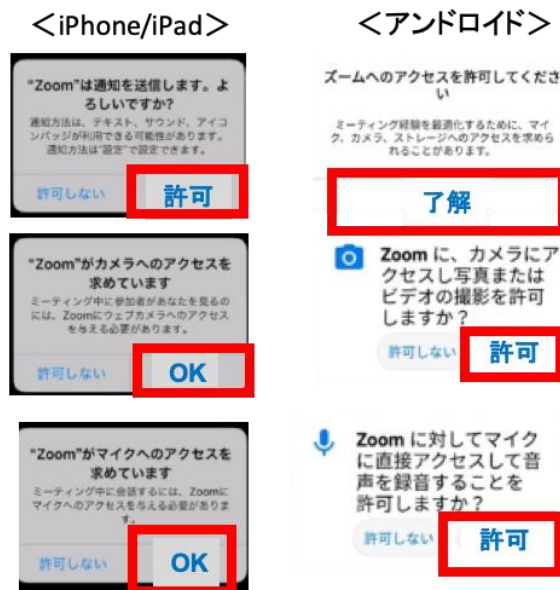 ＜iPhone/iPad＞
“Zoom”は通知を送信します。よ
ろしいですか?
通知方法は、テキスト、サウンド、アイコ
ンバッジが利用できる可能性があります。
通知方法は“設定”で設定できます。
許可しない
許可
“Zoom”がカメラへのアクセスを
求めています
ミーティング中に参加者があなたを見るの
には、Zoomにウェブカメラへのアクセス
を与える必要があります。
許可しない
OK
“Zoom”がマイクへのアクセスを
求めています
ミーティング中に会話するには、Zoomに
マイクへのアクセスを与える必要がありま
す。
許可しない
OK
＜アンドロイド＞
ズームへのアクセスを許可してくださ
い
ミーティング経験を最適化するために、マイ
ク、カメラ、ストレージへのアクセスを求めら
れることがあります。
了解
Zoom に、カメラにア
クセスし写真または
ビデオの撮影を許可
しますか？
許可しない
許可
Zoom に対してマイク
に直接アクセスして音
声を録音することを
許可しますか？
許可しない
許可